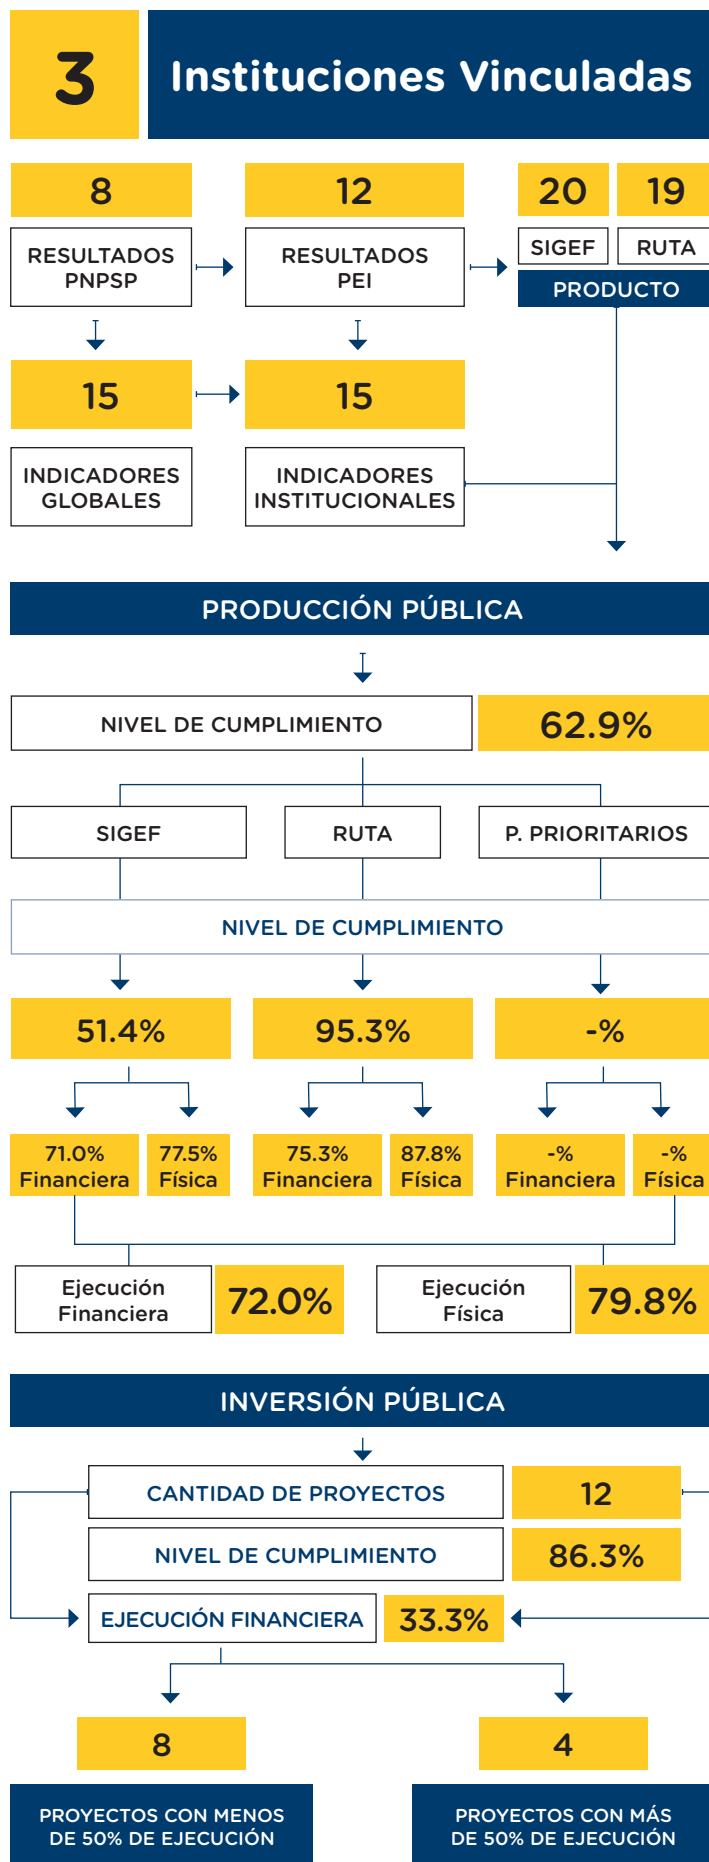 3
Instituciones Vinculadas
8
12
20
19
RESULTADOS
PNPSP
RESULTADOS
PEI
SIGEF
RUTA
PRODUCTO
15
15
INDICADORES
GLOBALES
INDICADORES
INSTITUCIONALES
PRODUCCIÓN PÚBLICA
NIVEL DE CUMPLIMIENTO
62.9%
SIGEF
RUTA
P. PRIORITARIOS
NIVEL DE CUMPLIMIENTO
51.4%
95.3%
-%
71.0%
Financiera
77.5%
Física
75.3%
Financiera
87.8%
Física
-%
Financiera
-%
Física
Ejecución
Financiera
72.0%
Ejecución
Física
79.8%
INVERSIÓN PÚBLICA
CANTIDAD DE PROYECTOS
12
NIVEL DE CUMPLIMIENTO
86.3%
EJECUCIÓN FINANCIERA
33.3%
8
4
PROYECTOS CON MENOS
DE 50% DE EJECUCIÓN
PROYECTOS CON MÁS
DE 50% DE EJECUCIÓN